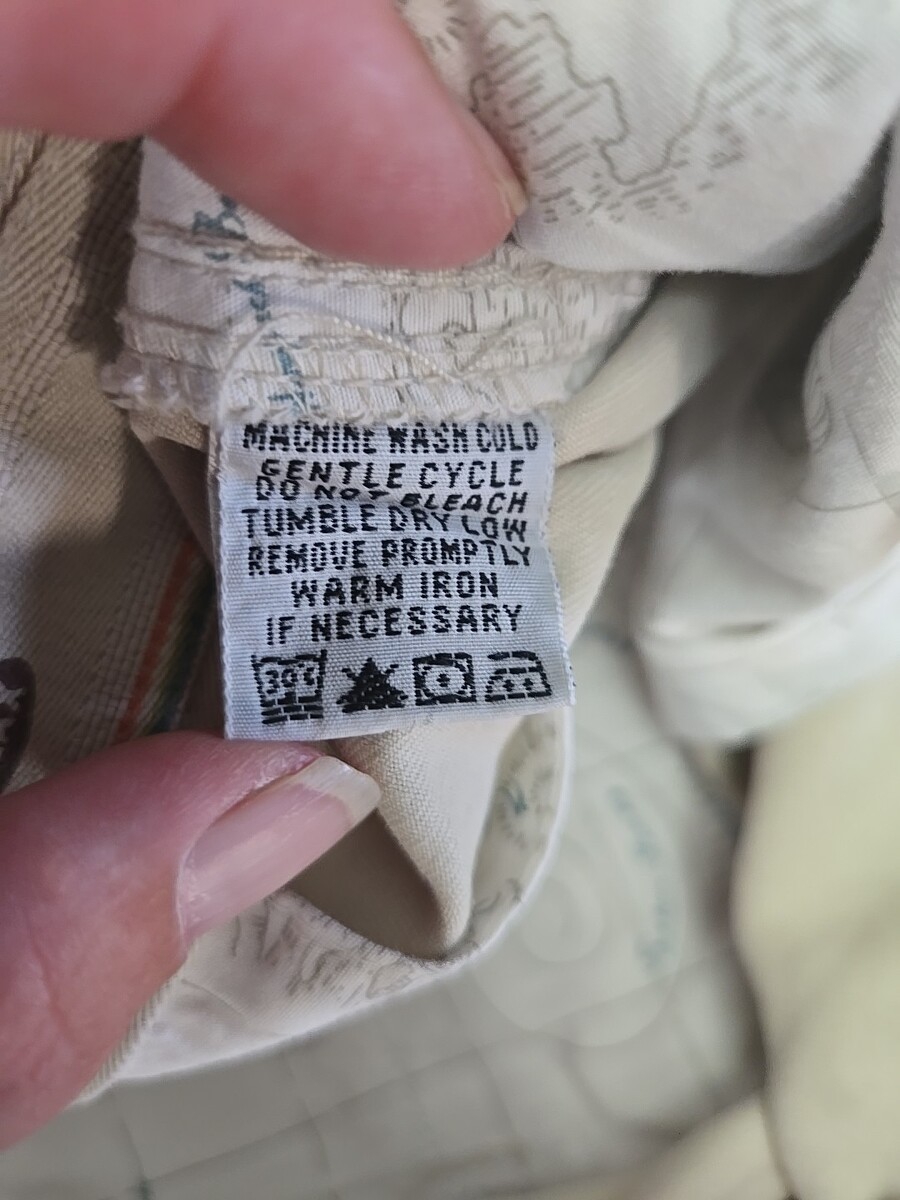 MACHINE WASH COLD
GENTLE CYCLE
DO NOT BLEACH
TUMBLE DRY LOW
REMOVE PROMPTLY
WARM IRON
IF NECESSARY
30°C